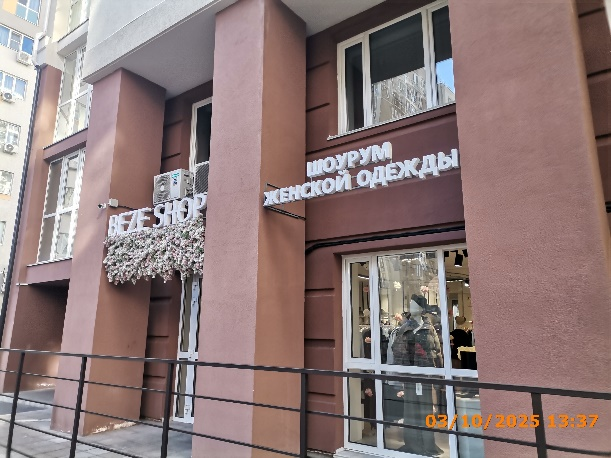 BEZE SHOP
ШОУРУМ
ЖЕНСКОЙ ОДЕЖДЫ
03/10/2025 13:37